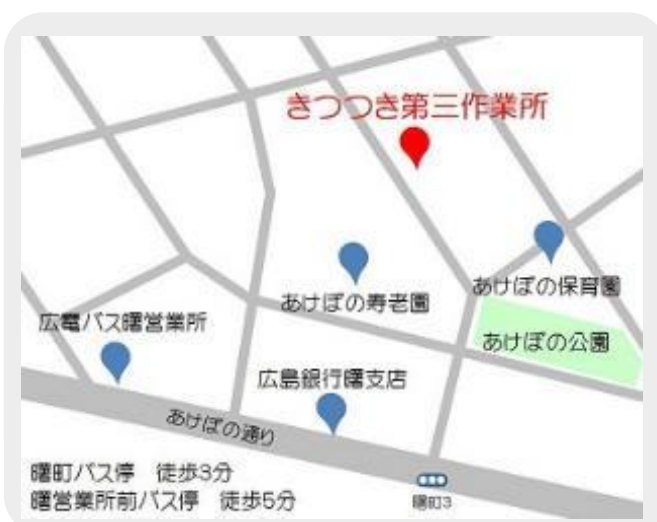 きつつき第三作業所
あけぼの保育園
あけぼの寿老園
広電バス曙営業所
あけぼの公園
広島銀行曙支店
あけぼの通り
曙町バス停 徒歩3分
曙営業所前バス停 徒歩5分
曙町3